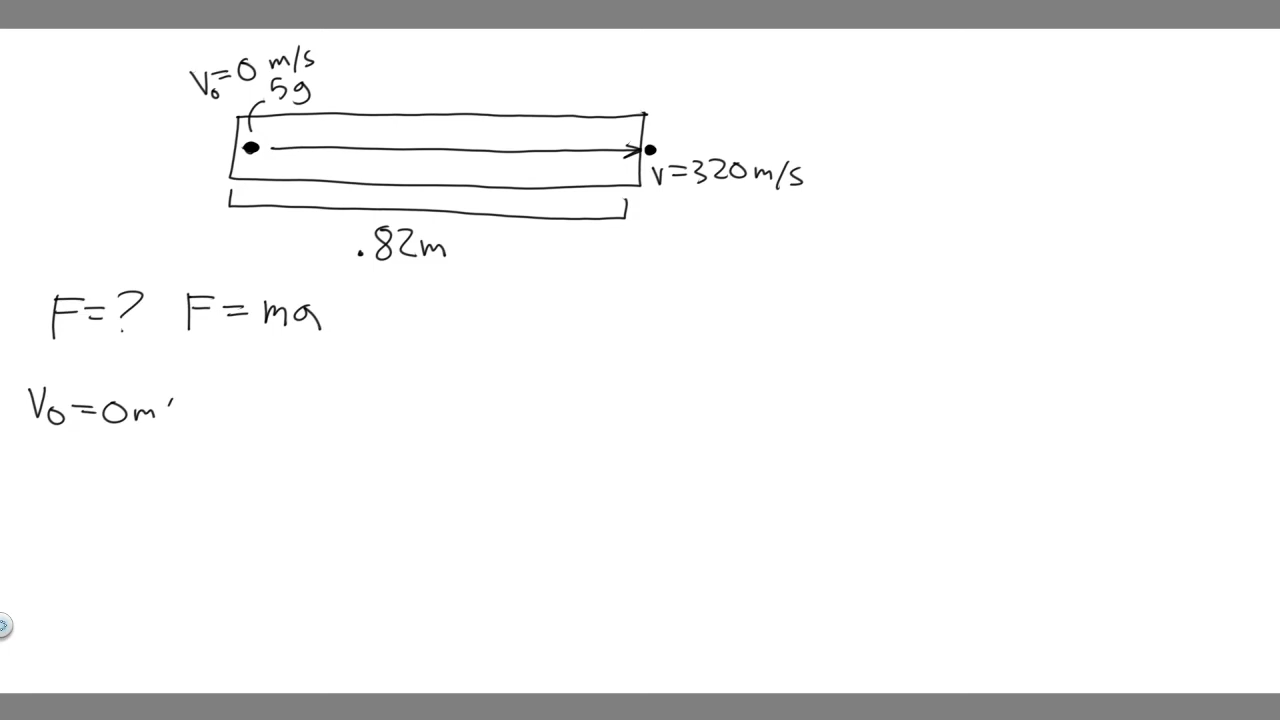 V₀=0 m/s
5g
v=320m/s
.82m
F=? F=ma
V₀=0m